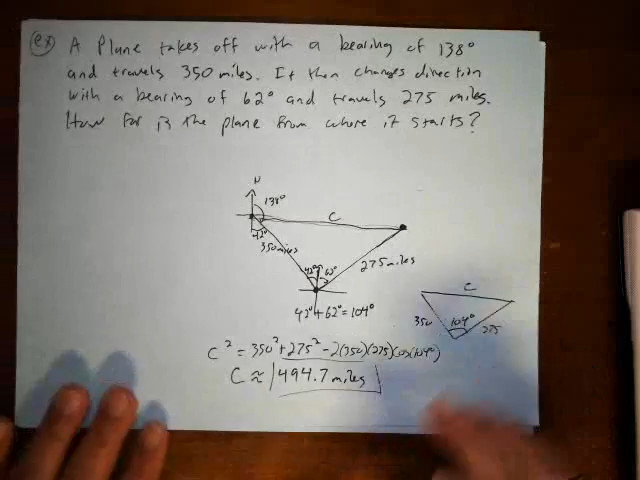 ex) A Plane takes off with a bearing of 138°
and travels 350 miles. It then changes direction
with a bearing of 62° and travels 275 miles.
How far is the plane from where it starts?
N
138°
C
42°
350 miles
42° 62°
275 miles
42° + 62° = 104°
C
350 104° 275
C² = 350² + 275² - 2(350)(275)cos(104°)
C ≈ 494.7 miles